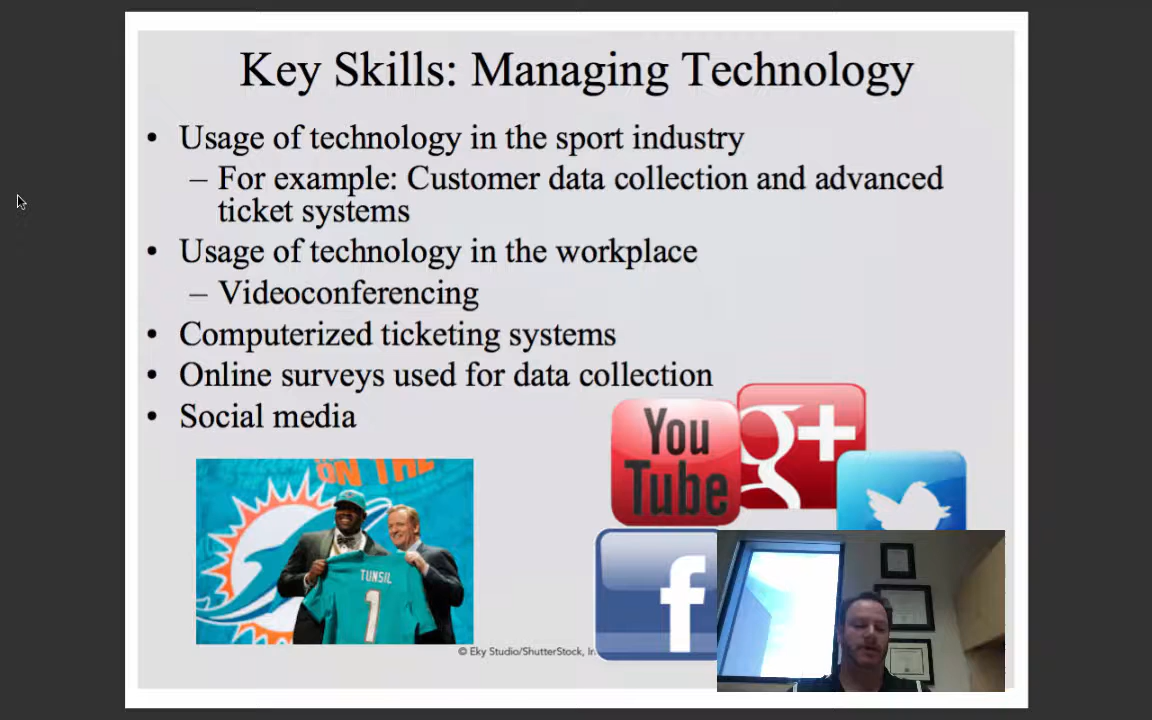 Key Skills: Managing Technology
• Usage of technology in the sport industry
– For example: Customer data collection and advanced
ticket systems
• Usage of technology in the workplace
– Videoconferencing
• Computerized ticketing systems
• Online surveys used for data collection
• Social media
ON THE
TUNSIL
1
You
Tube
g+
f
© Eky Studio/ShutterStock,